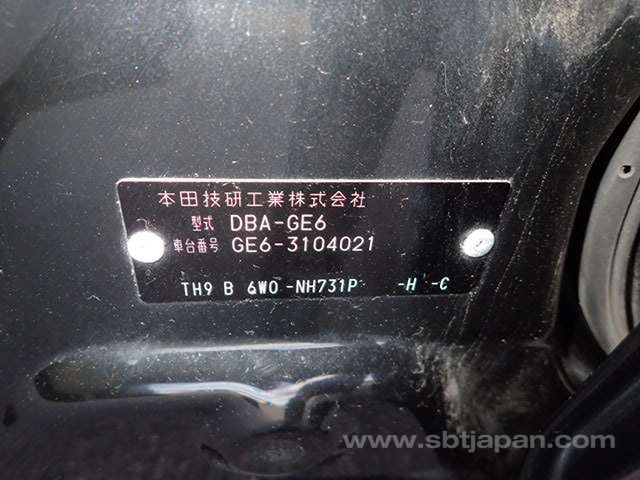 本田技研工業株式会社
型式 DBA-GE6
車台番号 GE6-3104021
TH9 B 6W0 -NH731P -H -C
www.sbtjapan.com